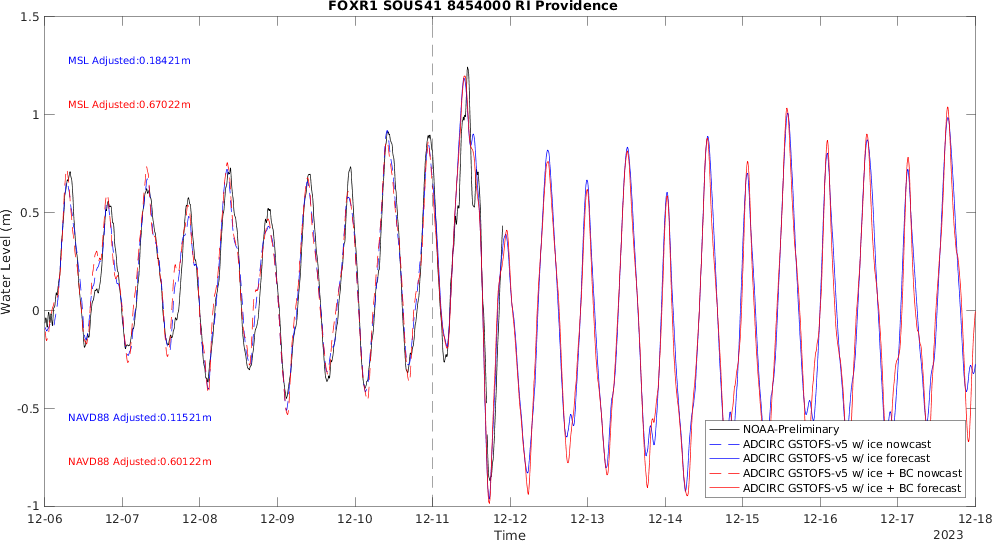 FOXR1 SOUS41 8454000 RI Providence
1.5
1
0.5
0
-0.5
-1
Water Level (m)
MSL Adjusted:0.18421m
MSL Adjusted:0.67022m
NAVD88 Adjusted:0.11521m
NAVD88 Adjusted:0.60122m
NOAA-Preliminary
ADCIRC GSTOFS-v5 w/ ice nowcast
ADCIRC GSTOFS-v5 w/ ice forecast
ADCIRC GSTOFS-v5 w/ ice + BC nowcast
ADCIRC GSTOFS-v5 w/ ice + BC forecast
12-06 12-07 12-08 12-09 12-10 12-11 12-12 12-13 12-14 12-15 12-16 12-17 12-18
Time
2023